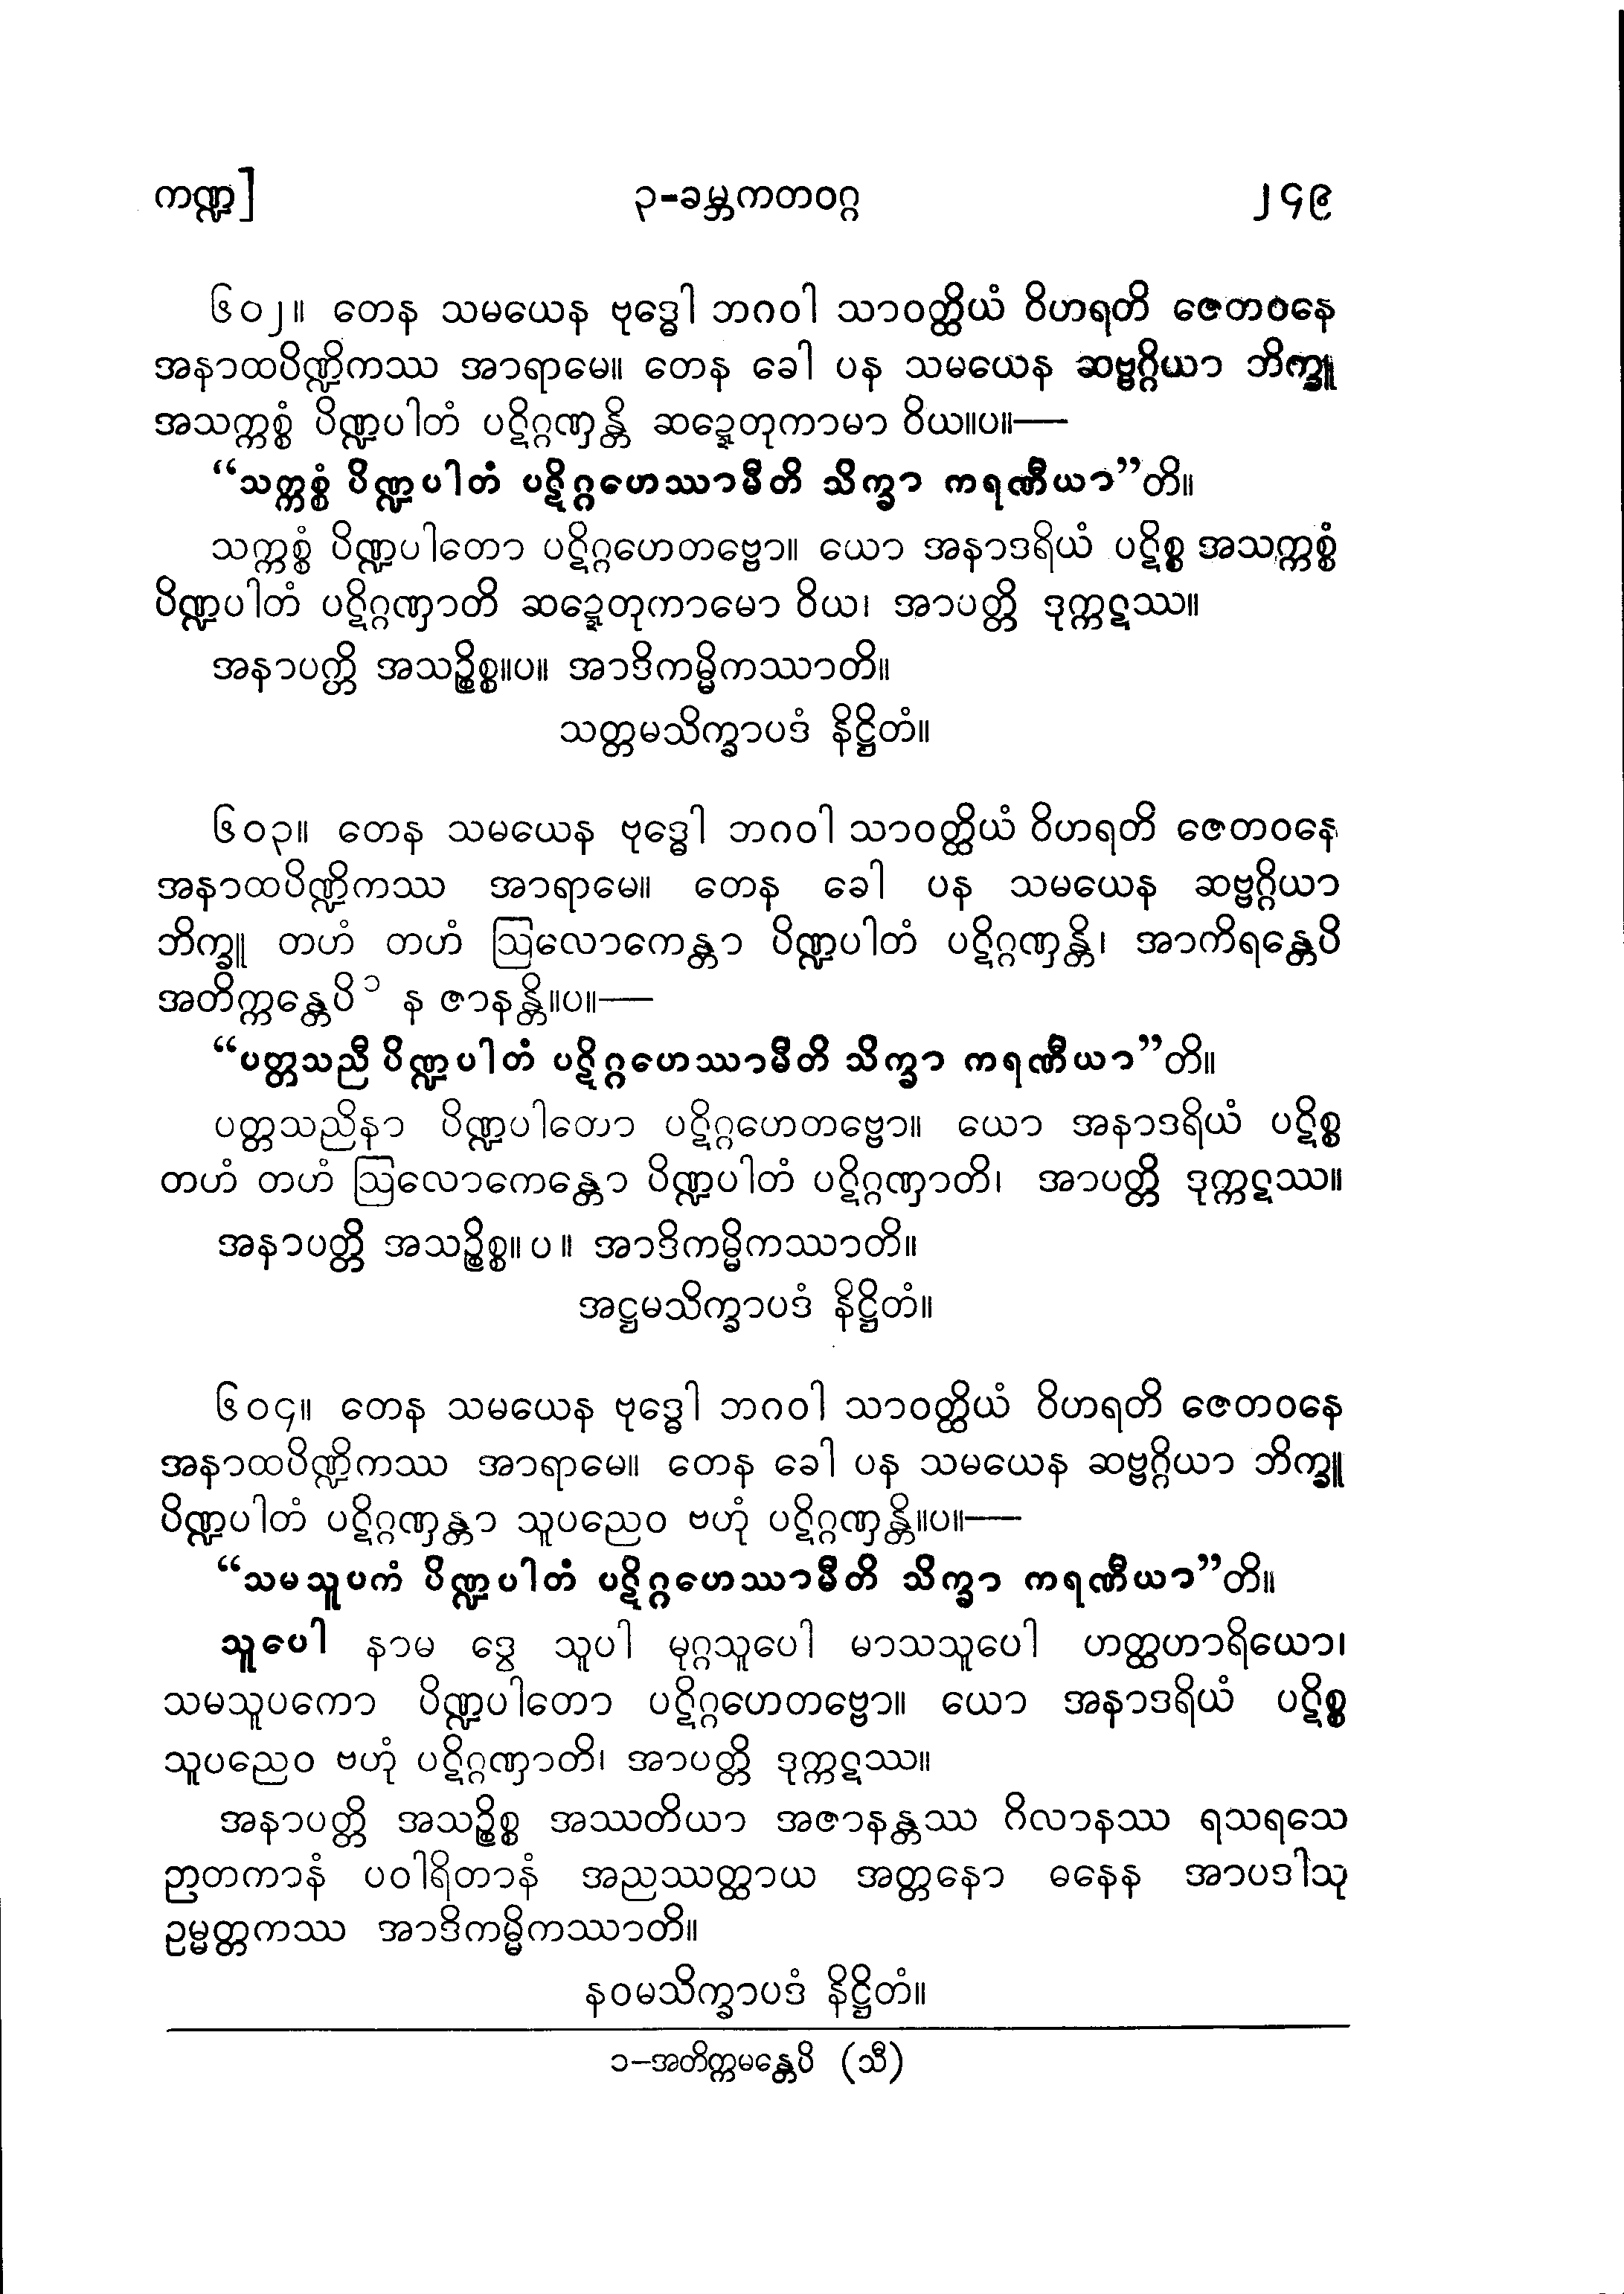 ကဏ္ဍ] ၃-ခမ္ဘကတဝဂ္ဂ ၂၄၉
၆၀၂။ တေန သမယေန ဗုဒ္ဓေါ ဘဂဝါ သာဝတ္ထိယံ ဝိဟရတိ ဇေတဝနေ
အနာထပိဏ္ဍိကဿ အာရာမေ။ တေန ခေါ ပန သမယေန ဆဗ္ဗဂ္ဂိယာ ဘိက္ခူ
အသက္ကစ္စံ ပိဏ္ဍပါတံ ပဋိဂ္ဂဏှန္တိ ဆဍ္ဍေတုကာမာ ဝိယ။ပ။—
“သက္ကစ္စံ ပိဏ္ဍပါတံ ပဋိဂ္ဂဟေဿာမီတိ သိက္ခာ ကရဏီယာ”တိ။
သက္ကစ္စံ ပိဏ္ဍပါတော ပဋိဂ္ဂဟေတဗ္ဗော။ ယော အနာဒရိယံ ပဋိစ္စ အသက္ကစ္စံ
ပိဏ္ဍပါတံ ပဋိဂ္ဂဏှာတိ ဆဍ္ဍေတုကာမော ဝိယ၊ အာပတ္တိ ဒုက္ကဋဿ။
အနာပတ္တိ အသဉ္စိစ္စ။ပ။ အာဒိကမ္မိကဿာတိ။
သတ္တမသိက္ခာပဒံ နိဋ္ဌိတံ။
၆၀၃။ တေန သမယေန ဗုဒ္ဓေါ ဘဂဝါ သာဝတ္ထိယံ ဝိဟရတိ ဇေတဝနေ
အနာထပိဏ္ဍိကဿ အာရာမေ။ တေန ခေါ ပန သမယေန ဆဗ္ဗဂ္ဂိယာ
ဘိက္ခူ တဟံ တဟံ ဩလောကေန္တာ ပိဏ္ဍပါတံ ပဋိဂ္ဂဏှန္တိ၊ အာကိရန္တေပိ
အတိက္ကန္တေပိ ၁ န ဇာနန္တိ။ပ။—
“ပတ္တသညီ ပိဏ္ဍပါတံ ပဋိဂ္ဂဟေဿာမီတိ သိက္ခာ ကရဏီယာ”တိ။
ပတ္တသညိနာ ပိဏ္ဍပါတော ပဋိဂ္ဂဟေတဗ္ဗော။ ယော အနာဒရိယံ ပဋိစ္စ
တဟံ တဟံ ဩလောကေန္တော ပိဏ္ဍပါတံ ပဋိဂ္ဂဏှာတိ၊ အာပတ္တိ ဒုက္ကဋဿ။
အနာပတ္တိ အသဉ္စိစ္စ။ ပ ။ အာဒိကမ္မိကဿာတိ။
အဋ္ဌမသိက္ခာပဒံ နိဋ္ဌိတံ။
၆၀၄။ တေန သမယေန ဗုဒ္ဓေါ ဘဂဝါ သာဝတ္ထိယံ ဝိဟရတိ ဇေတဝနေ
အနာထပိဏ္ဍိကဿ အာရာမေ။ တေန ခေါ ပန သမယေန ဆဗ္ဗဂ္ဂိယာ ဘိက္ခူ
ပိဏ္ဍပါတံ ပဋိဂ္ဂဏှန္တာ သူပညေဝ ဗဟုံ ပဋိဂ္ဂဏှန္တိ။ပ။—
“သမသူပကံ ပိဏ္ဍပါတံ ပဋိဂ္ဂဟေဿာမီတိ သိက္ခာ ကရဏီယာ”တိ။
သူပေါ နာမ ဒွေ သူပါ မုဂ္ဂသူပေါ မာသသူပေါ ဟတ္ထဟာရိယော၊
သမသူပကော ပိဏ္ဍပါတော ပဋိဂ္ဂဟေတဗ္ဗော။ ယော အနာဒရိယံ ပဋိစ္စ
သူပညေဝ ဗဟုံ ပဋိဂ္ဂဏှာတိ၊ အာပတ္တိ ဒုက္ကဋဿ။
အနာပတ္တိ အသဉ္စိစ္စ အဿတိယာ အဇာနန္တဿ ဂိလာနဿ ရသရသေ
ဉာတကာနံ ပဝါရိတာနံ အညဿတ္ထာယ အတ္တနော ဓနေန အာပဒါသု
ဥမ္မတ္တကဿ အာဒိကမ္မိကဿာတိ။
နဝမသိက္ခာပဒံ နိဋ္ဌိတံ။
၁–အတိက္ကမန္တေပိ (သီ)